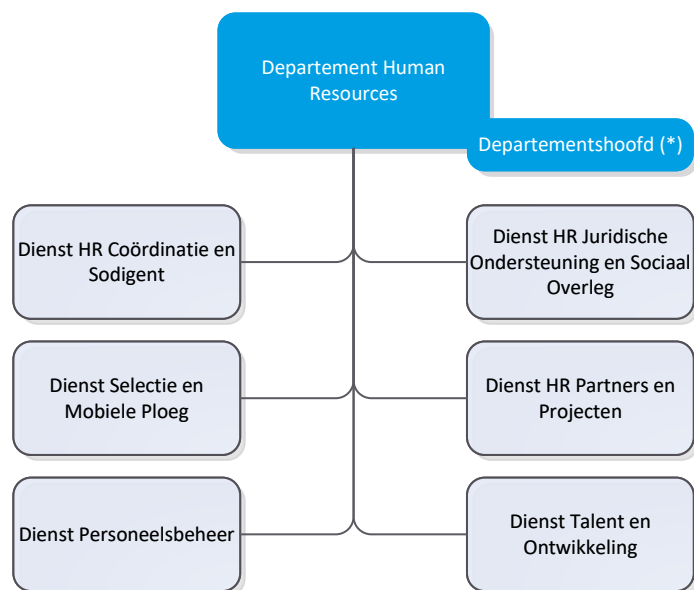 Departement Human
Resources
Departementshoofd (*)
Dienst HR Coördinatie en
Sodigent
Dienst HR Juridische
Ondersteuning en Sociaal
Overleg
Dienst Selectie en
Mobiele Ploeg
Dienst HR Partners en
Projecten
Dienst Personeelsbeheer
Dienst Talent en
Ontwikkeling